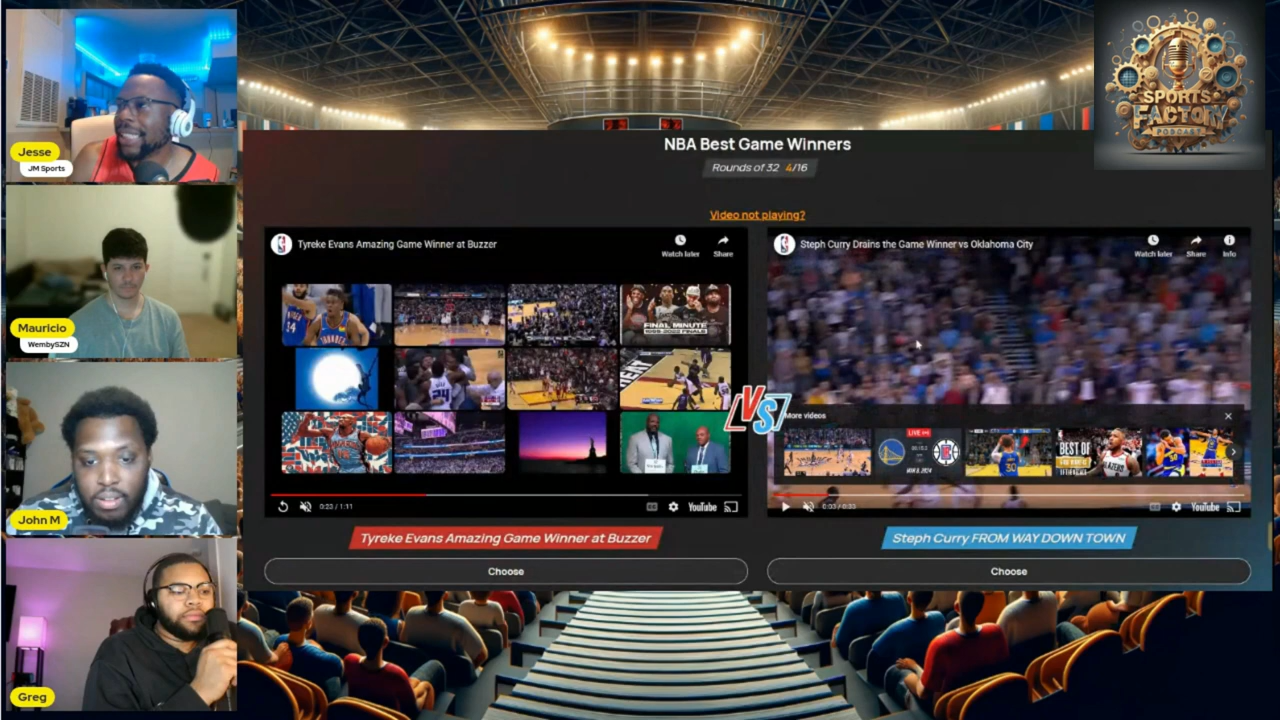 Jesse
JM Sports
Mauricio
WembySZN
John M
Greg
SPORTS
FACTORY
PODCAST
NBA Best Game Winners
Rounds of 32 4/16
Video not playing?
Tyreke Evans Amazing Game Winner at Buzzer
Watch later
Share
FINAL MINUTE
HEAT
0:23 / 1:11
YouTube
Tyreke Evans Amazing Game Winner at Buzzer
Choose
VS
Steph Curry Drains the Game Winner vs Oklahoma City
Watch later
Share
Info
More videos
LIVE
BEST OF
YouTube
Steph Curry FROM WAY DOWN TOWN
Choose